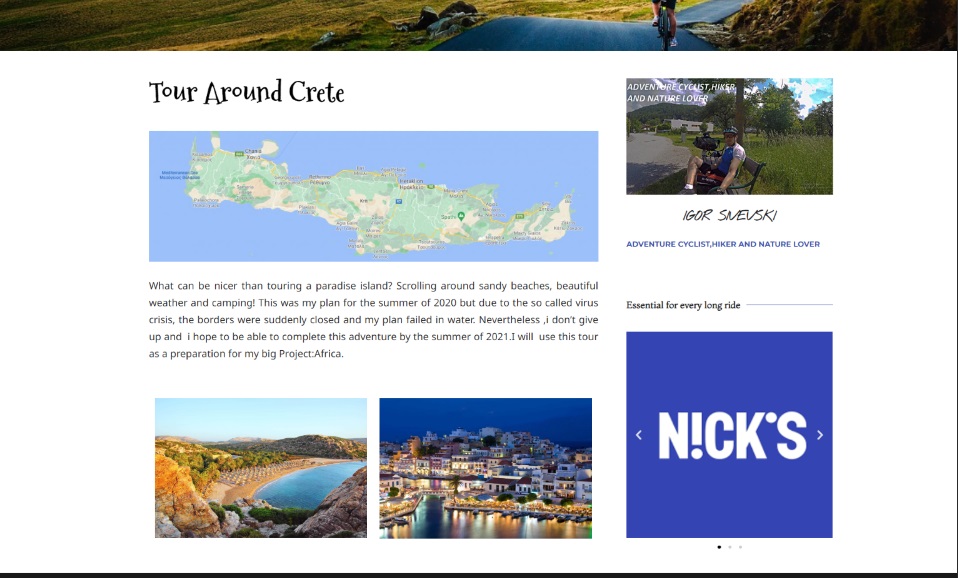 Tour Around Crete
What can be nicer than touring a paradise island? Scrolling around sandy beaches, beautiful
weather and camping! This was my plan for the summer of 2020 but due to the so called virus
crisis, the borders were suddenly closed and my plan failed in water. Nevertheless ,i don't give
up and  i hope to be able to complete this adventure by the summer of 2021.I will  use this tour
as a preparation for my big Project:Africa.
ADVENTURE CYCLIST,HIKER
AND NATURE LOVER
IGOR SNEVSKI
ADVENTURE CYCLIST,HIKER AND NATURE LOVER
Essential for every long ride
N!CK'S